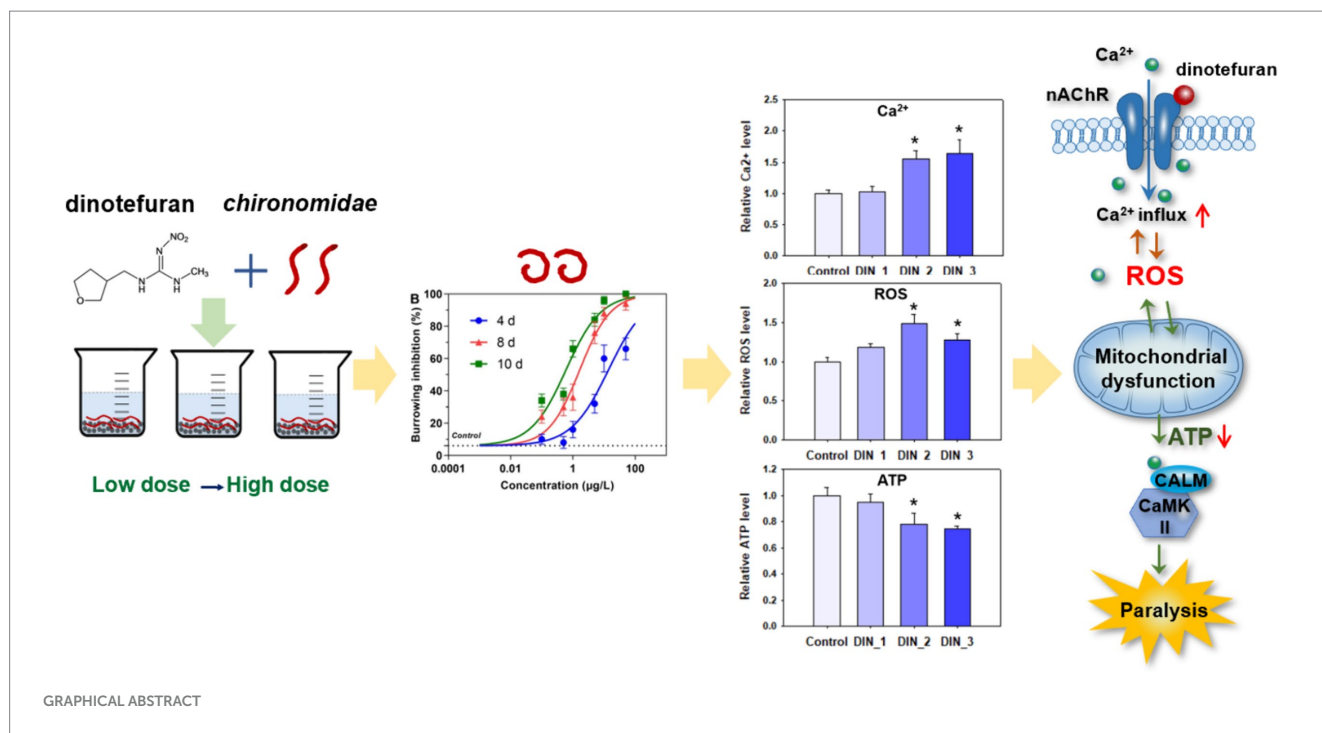 dinotefuran
chironomidae
NO₂
N
N
H
N
H
CH₃
O
+
Low dose → High dose
B
Burrowing inhibition (%)
100
80
60
40
20
0
4 d
8 d
10 d
Control
0.0001
0.01
1
100
Concentration (µg/L)
Ca²⁺
Relative Ca2+ level
2.5
2.0
1.5
1.0
0.5
0.0
*
*
Control DIN_1 DIN_2 DIN_3
ROS
Relative ROS level
2.0
1.5
1.0
0.5
0.0
*
*
Control DIN_1 DIN_2 DIN_3
ATP
Relative ATP level
1.2
1.0
0.8
0.6
0.4
0.2
0.0
*
*
Control DIN_1 DIN_2 DIN_3
Ca²⁺
dinotefuran
nAChR
Ca²⁺ influx ↑
ROS
Mitochondrial
dysfunction
ATP ↓
CALM
CaMK
II
Paralysis
GRAPHICAL ABSTRACT